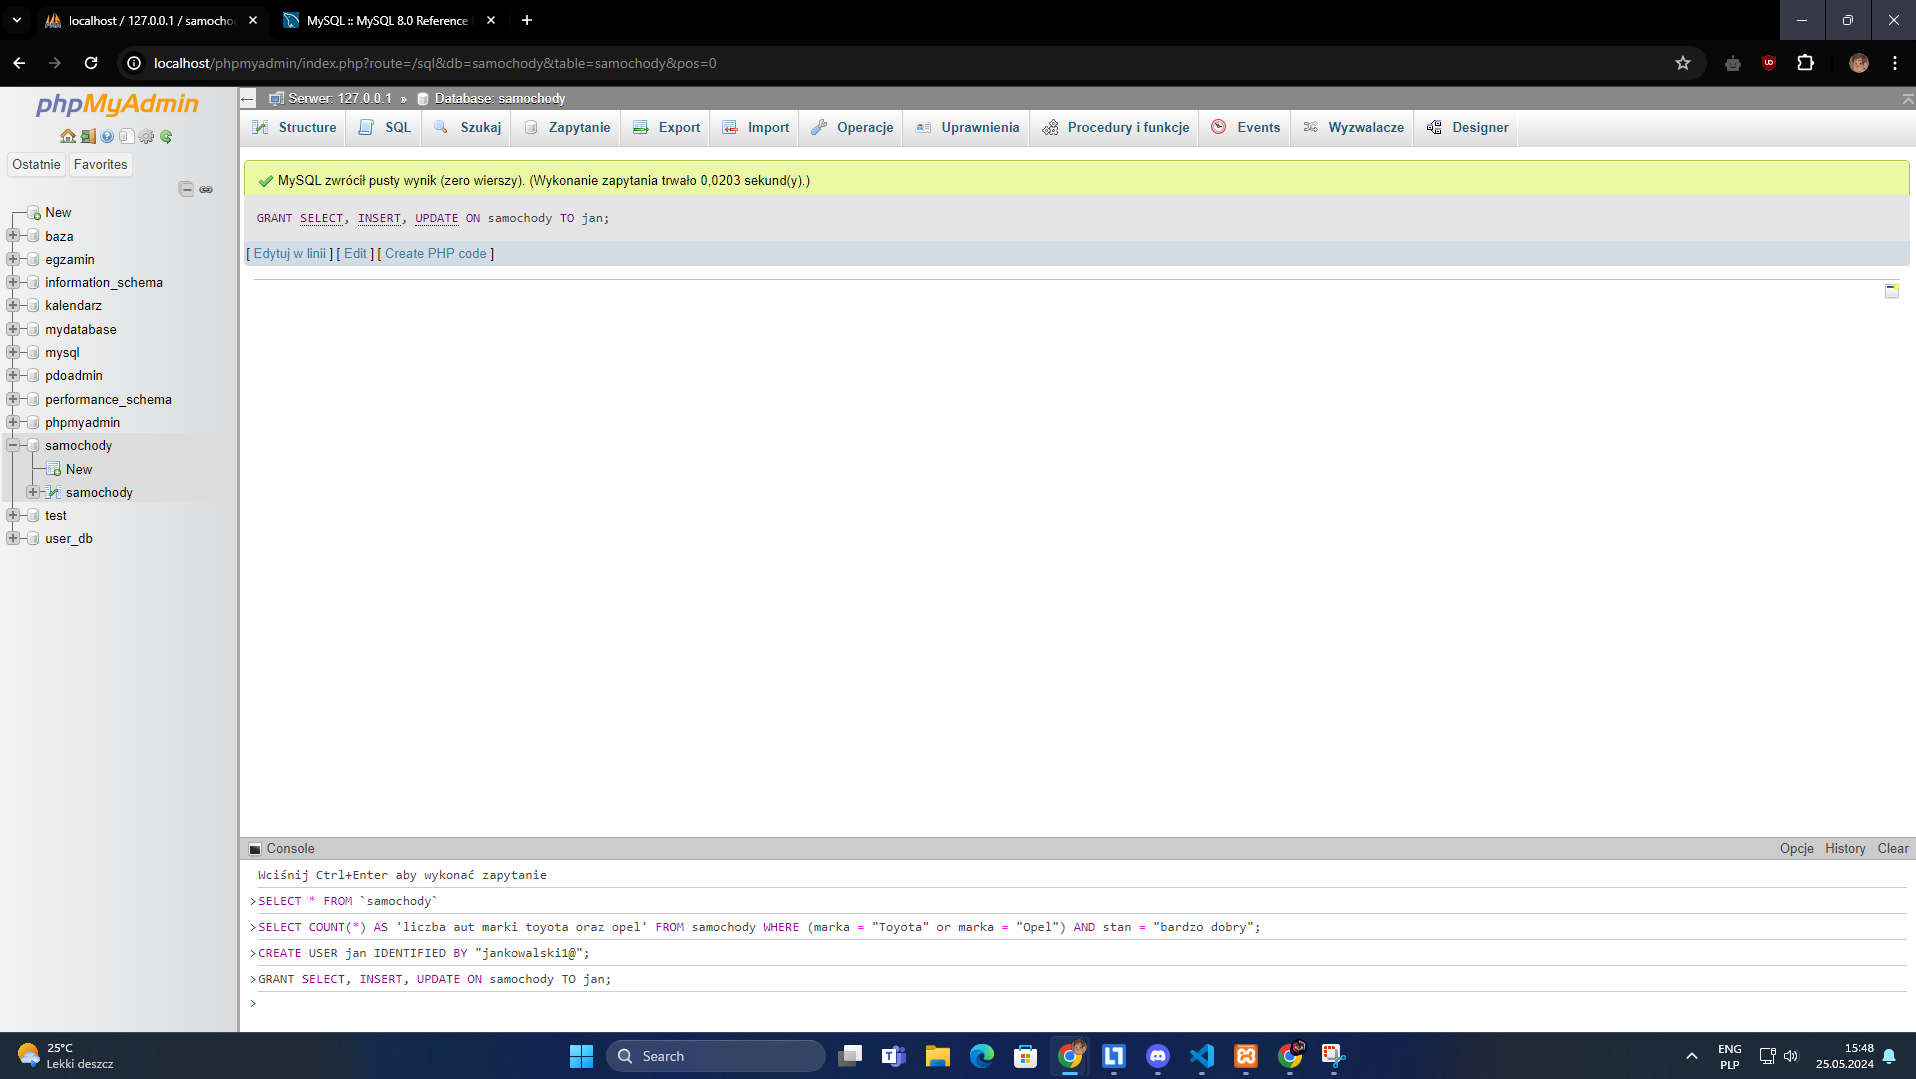 localhost / 127.0.0.1 / samocho
MySQL :: MySQL 8.0 Reference
localhost/phpmyadmin/index.php?route=/sql&db=samochody&table=samochody&pos=0
phpMyAdmin
Ostatnie
Favorites
New
baza
egzamin
information_schema
kalendarz
mydatabase
mysql
pdoadmin
performance_schema
phpmyadmin
samochody
New
samochody
test
user_db
Serwer: 127.0.0.1 » Database: samochody
Structure SQL Szukaj Zapytanie Export Import Operacje Uprawnienia Procedury i funkcje Events Wyzwalacze Designer
MySQL zwrócił pusty wynik (zero wierszy). (Wykonanie zapytania trwało 0,0203 sekund(y).)
GRANT SELECT, INSERT, UPDATE ON samochody TO jan;
[ Edytuj w linii ] [ Edit ] [ Create PHP code ]
Console
Opcje History Clear
Wciśnij Ctrl+Enter aby wykonać zapytanie
>SELECT * FROM `samochody`
>SELECT COUNT(*) AS 'liczba aut marki toyota oraz opel' FROM samochody WHERE (marka = "Toyota" or marka = "Opel") AND stan = "bardzo dobry";
>CREATE USER jan IDENTIFIED BY "jankowalski1@";
>GRANT SELECT, INSERT, UPDATE ON samochody TO jan;
>
25°C
Lekki deszcz
Search
ENG
PLP
15:48
25.05.2024